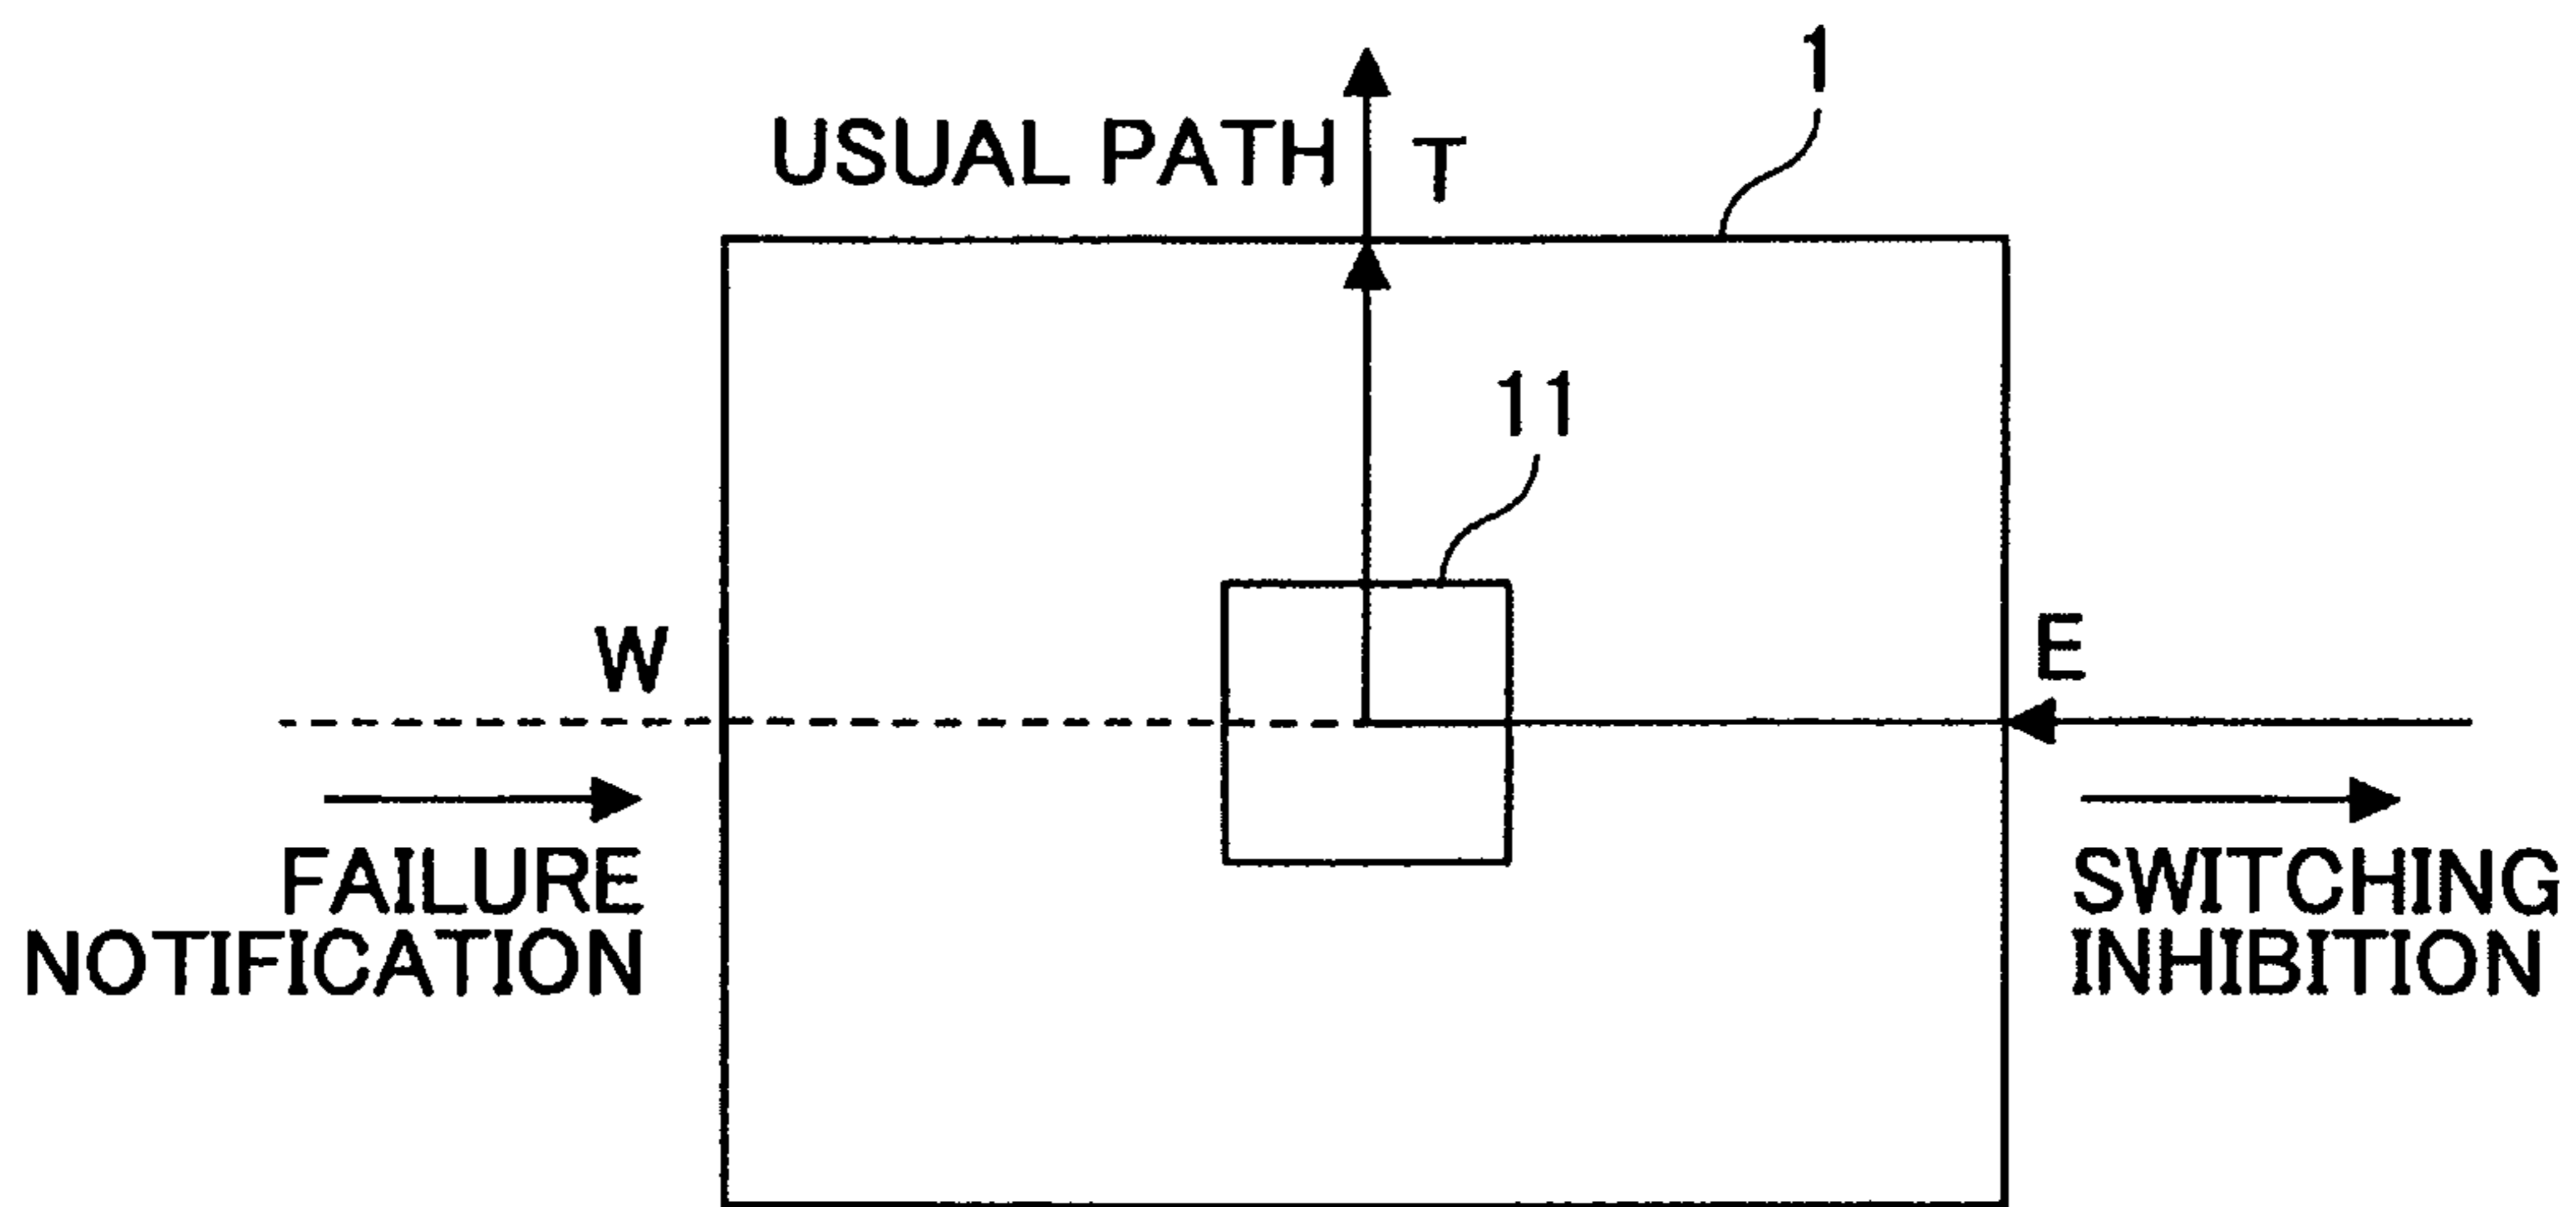 1
USUAL PATH
T
11
W
E
FAILURE
NOTIFICATION
SWITCHING
INHIBITION